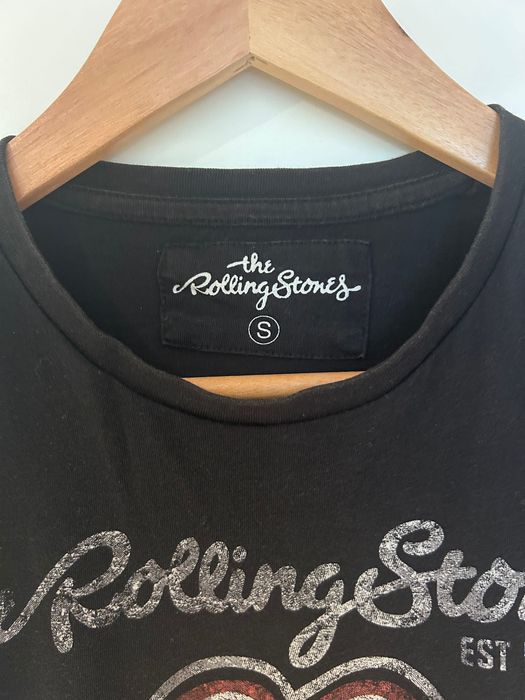 the
Rolling Stones
S
Rolling Sto
EST